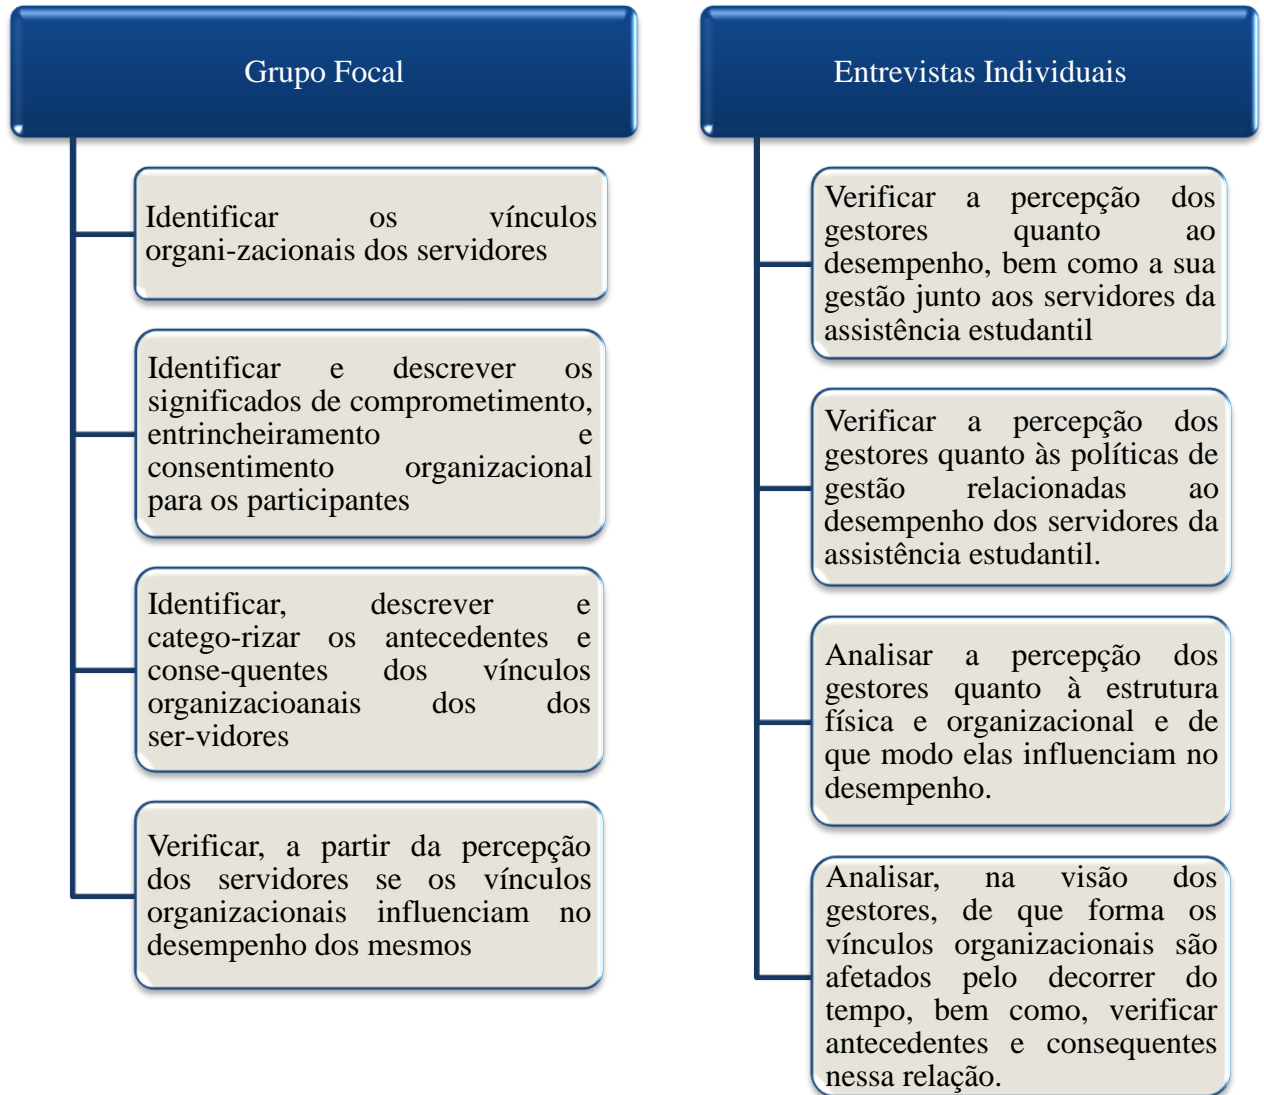 Grupo Focal
Identificar os vínculos
organi-zacionais dos servidores
Identificar e descrever os
significados de comprometimento,
entrincheiramento e
consentimento organizacional
para os participantes
Identificar, descrever e
catego-rizar os antecedentes e
conse-quentes dos vínculos
organizacioanais dos dos
ser-vidores
Verificar, a partir da percepção
dos servidores se os vínculos
organizacionais influenciam no
desempenho dos mesmos
Entrevistas Individuais
Verificar a percepção dos
gestores quanto ao
desempenho, bem como a sua
gestão junto aos servidores da
assistência estudantil
Verificar a percepção dos
gestores quanto às políticas de
gestão relacionadas ao
desempenho dos servidores da
assistência estudantil.
Analisar a percepção dos
gestores quanto à estrutura
física e organizacional e de
que modo elas influenciam no
desempenho.
Analisar, na visão dos
gestores, de que forma os
vínculos organizacionais são
afetados pelo decorrer do
tempo, bem como, verificar
antecedentes e consequentes
nessa relação.